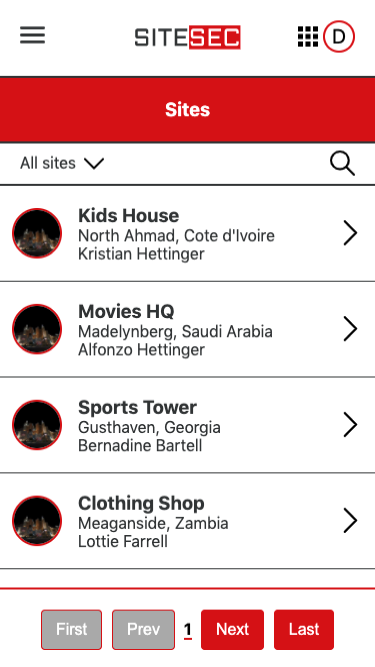 SITESEC
D
Sites
All sites
Kids House
North Ahmad, Cote d'Ivoire
Kristian Hettinger
Movies HQ
Madelynberg, Saudi Arabia
Alfonzo Hettinger
Sports Tower
Gusthaven, Georgia
Bernadine Bartell
Clothing Shop
Meaganside, Zambia
Lottie Farrell
First Prev 1 Next Last